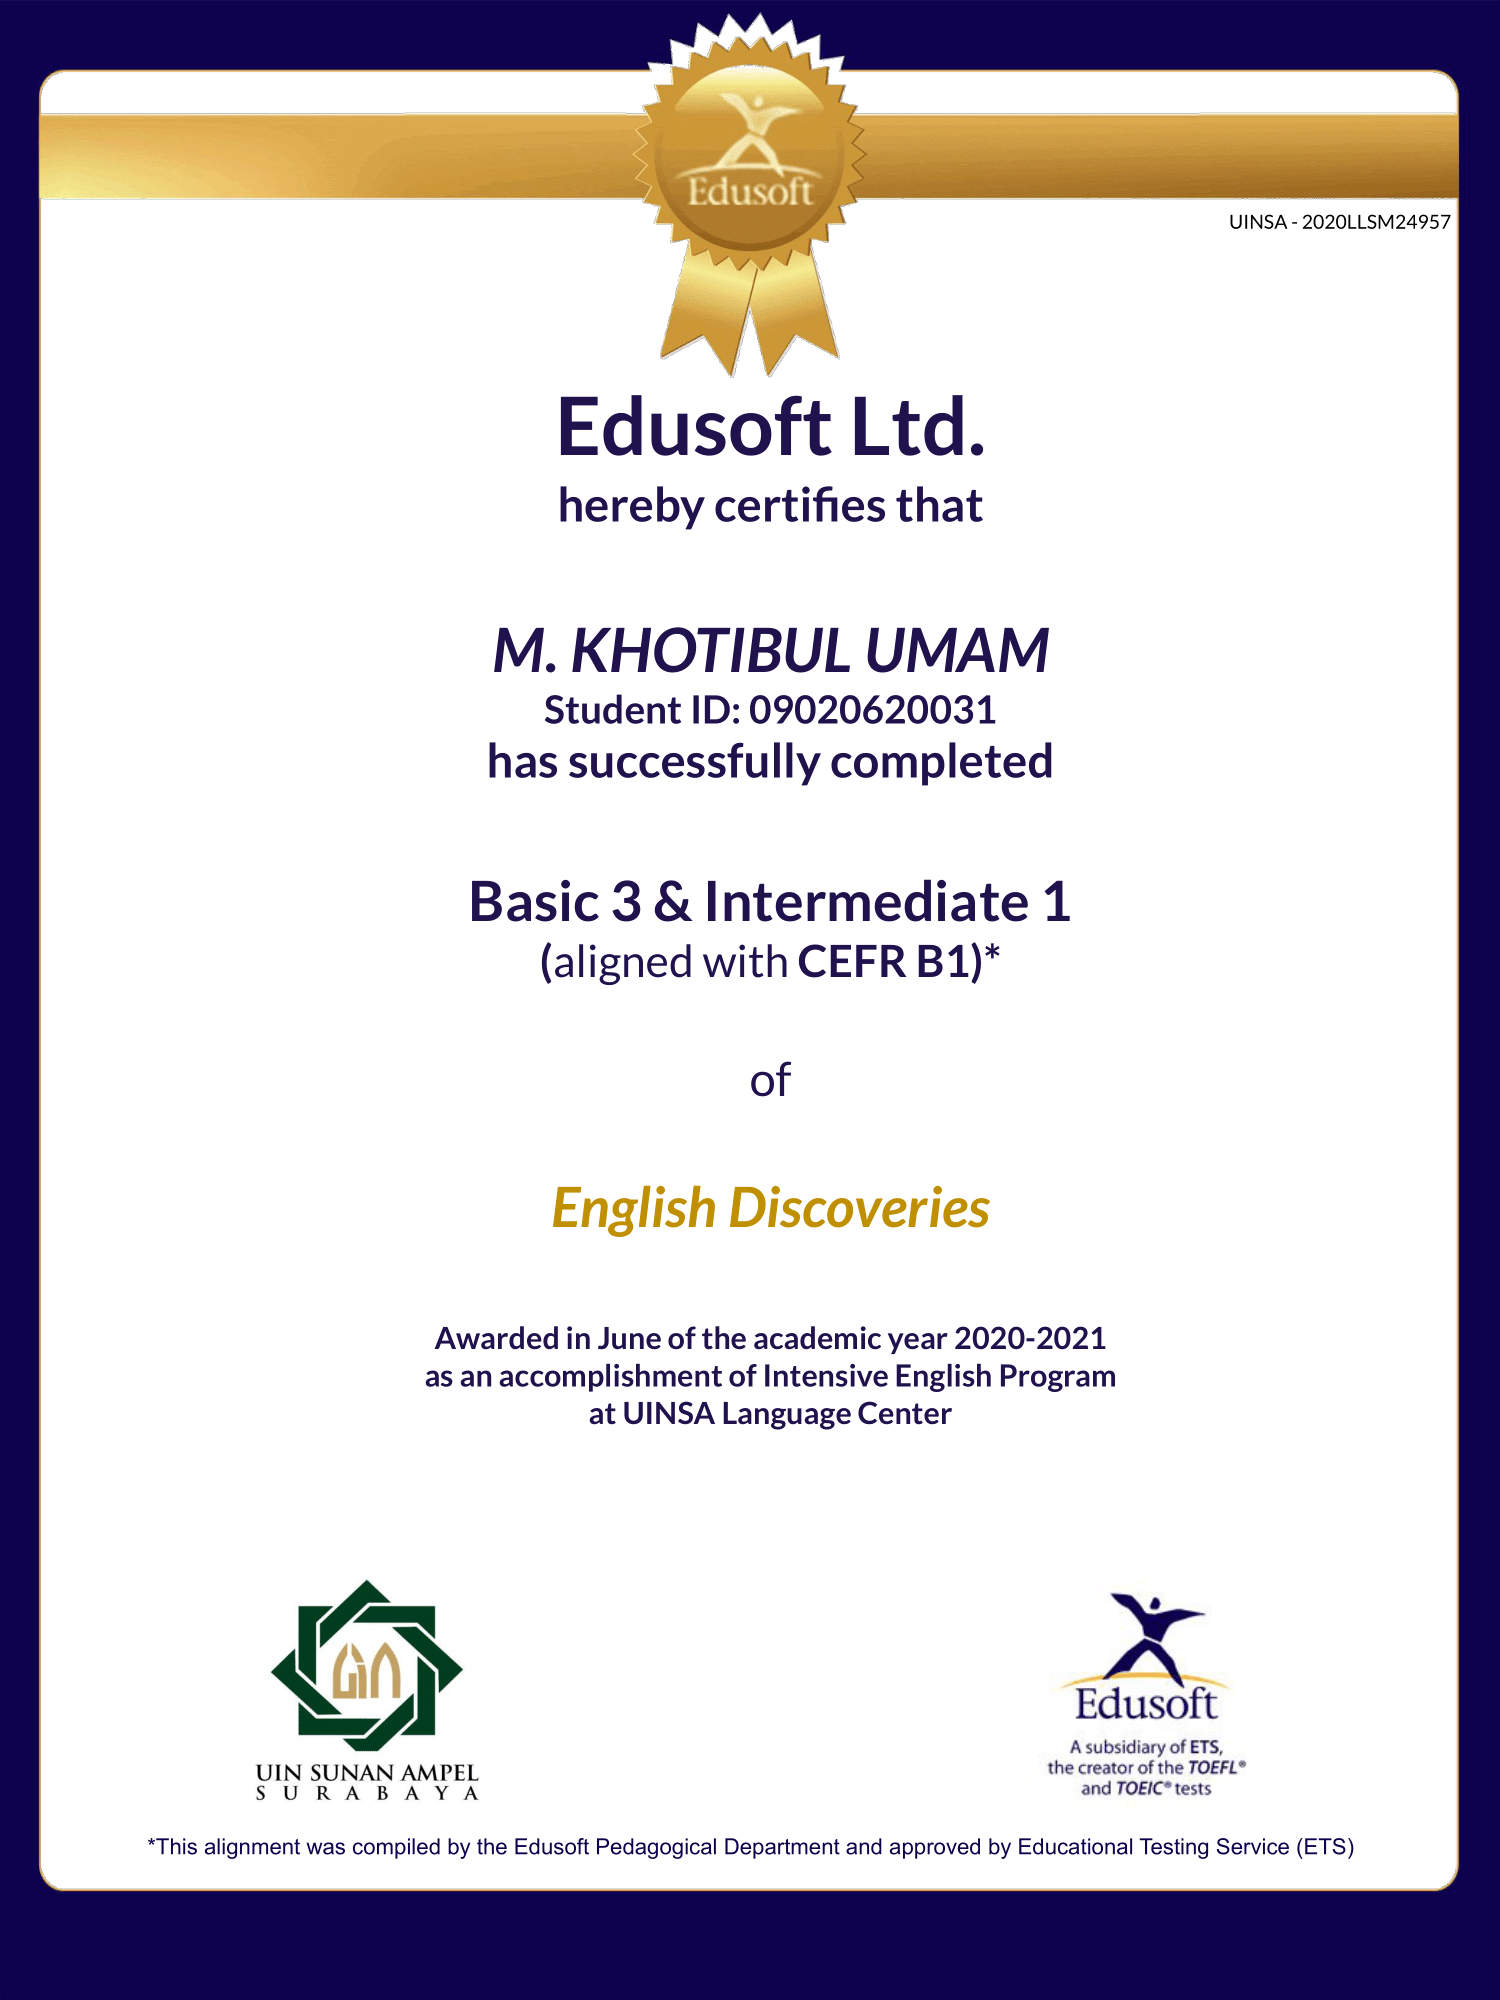 Edusoft
UINSA - 2020LLSM24957
Edusoft Ltd.
hereby certifies that
M. KHOTIBUL UMAM
Student ID: 09020620031
has successfully completed
Basic 3 & Intermediate 1
(aligned with CEFR B1)*
of
English Discoveries
Awarded in June of the academic year 2020-2021
as an accomplishment of Intensive English Program
at UINSA Language Center
UIN
UIN SUNAN AMPEL
SURABAYA
Edusoft
A subsidiary of ETS,
the creator of the TOEFL®
and TOEIC® tests
*This alignment was compiled by the Edusoft Pedagogical Department and approved by Educational Testing Service (ETS)